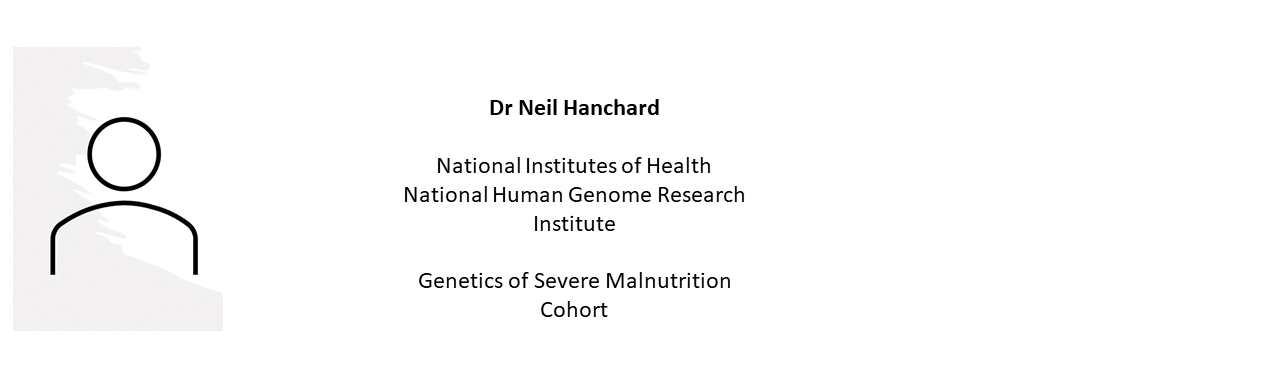 Dr Neil Hanchard
National Institutes of Health
National Human Genome Research
Institute
Genetics of Severe Malnutrition
Cohort